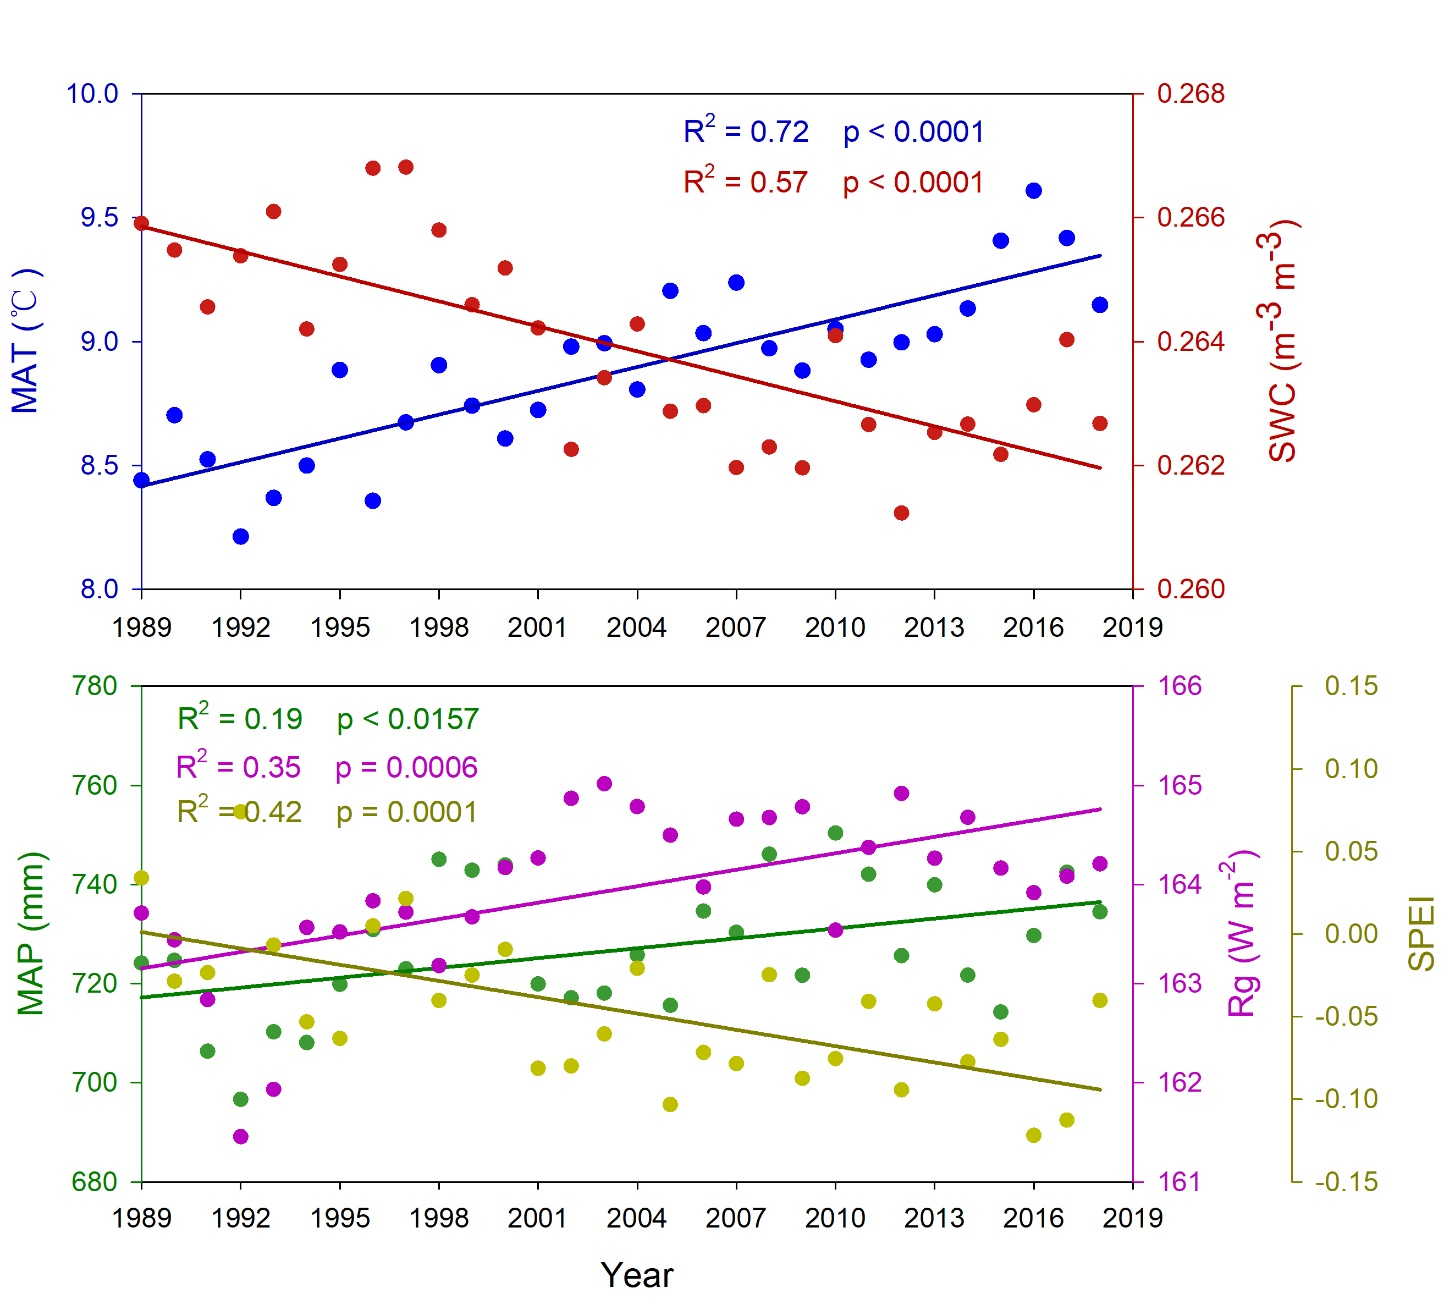 10.0
9.5
9.0
8.5
8.0
MAT (℃)
R² = 0.72 p < 0.0001
R² = 0.57 p < 0.0001
0.268
0.266
0.264
0.262
0.260
SWC (m⁻³ m⁻³)
1989 1992 1995 1998 2001 2004 2007 2010 2013 2016 2019
780
760
740
720
700
680
MAP (mm)
R² = 0.19 p < 0.0157
R² = 0.35 p = 0.0006
R² = 0.42 p = 0.0001
166
165
164
163
162
161
Rg (W m⁻²)
0.15
0.10
0.05
0.00
-0.05
-0.10
-0.15
SPEI
1989 1992 1995 1998 2001 2004 2007 2010 2013 2016 2019
Year